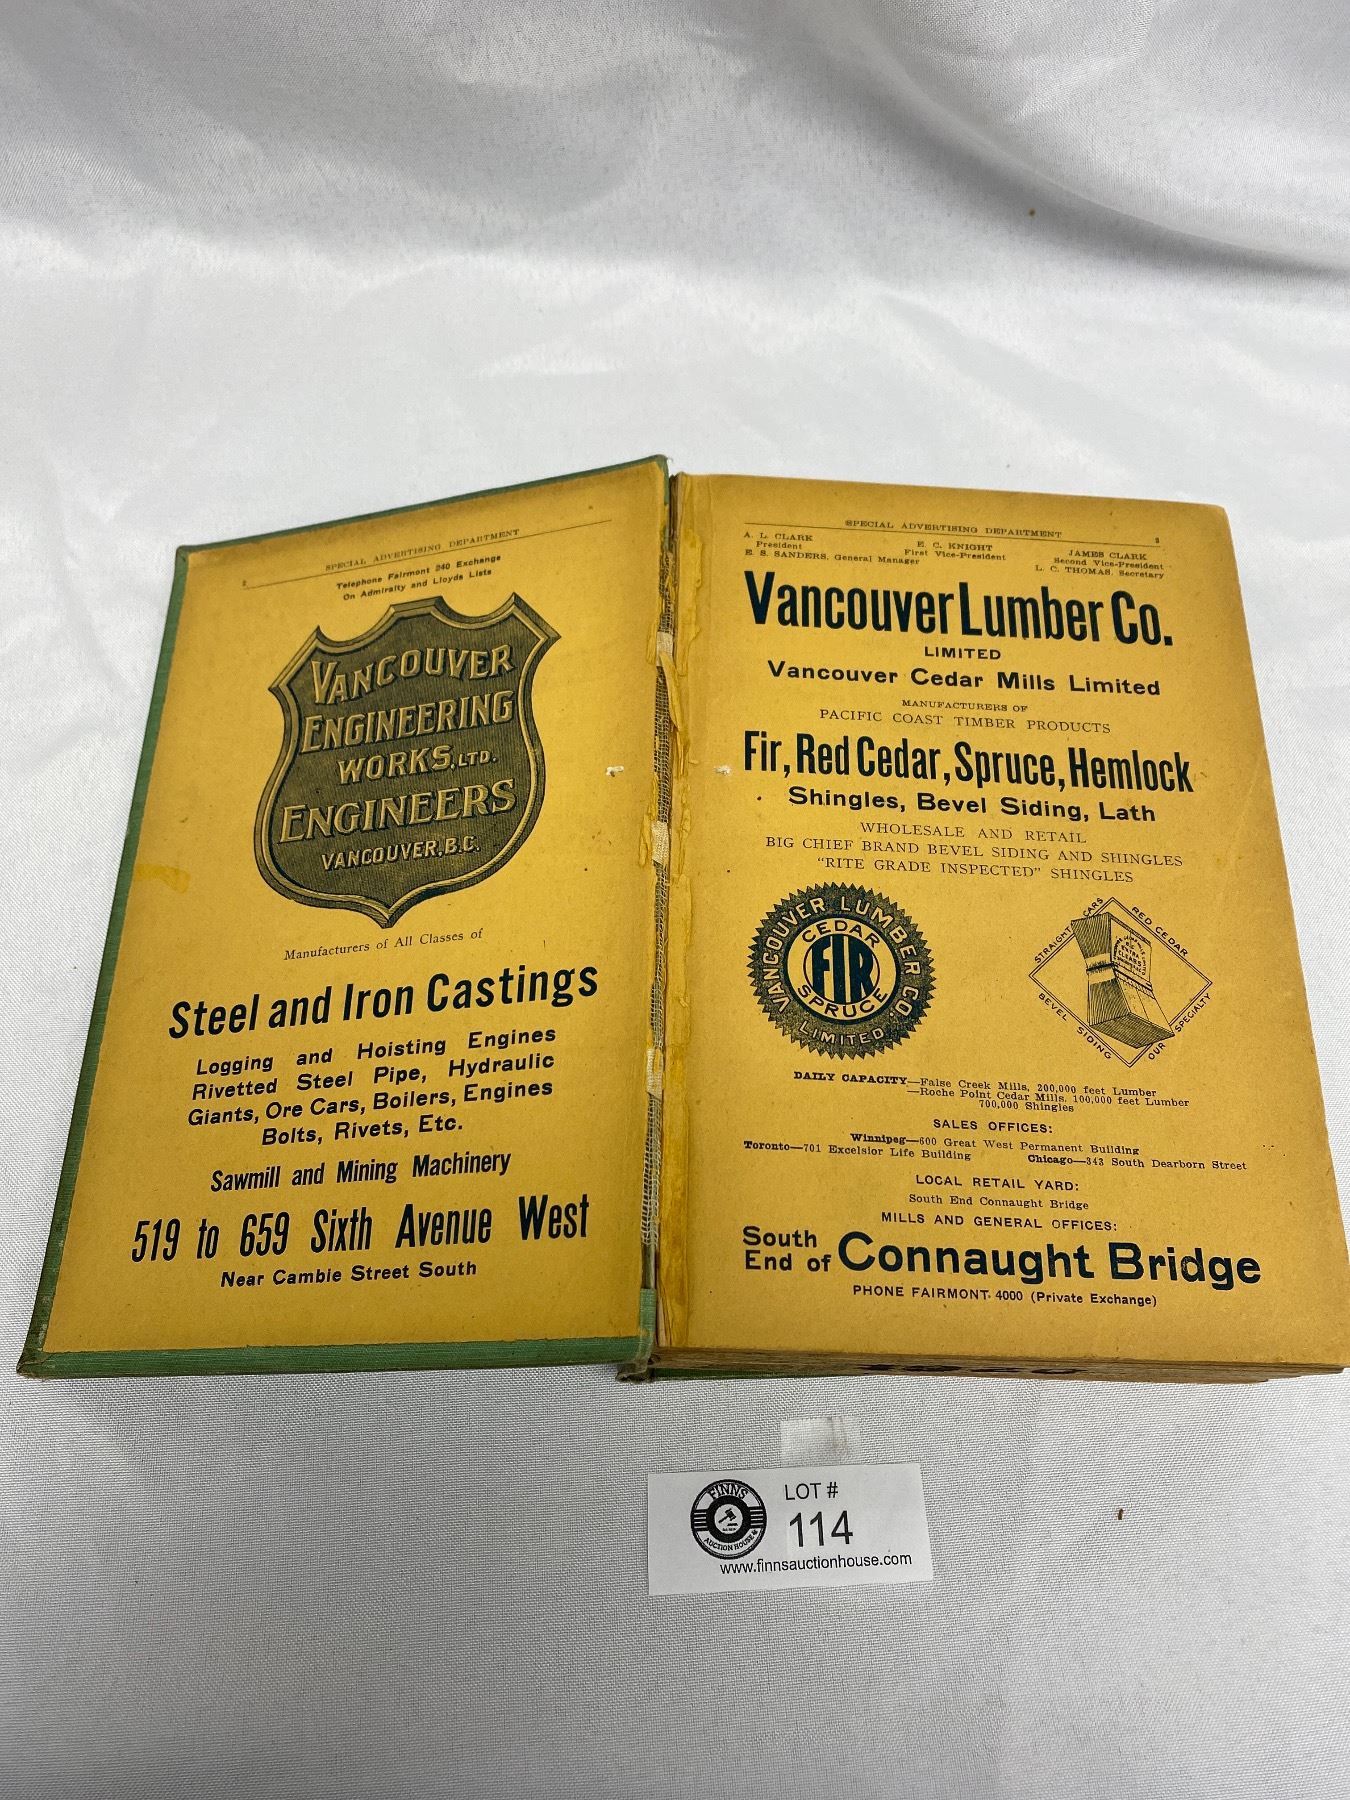 2 SPECIAL ADVERTISING DEPARTMENT
Telephone Fairmont 240 Exchange
On Admiralty and Lloyds Lists
VANCOUVER
ENGINEERING
WORKS, LTD.
ENGINEERS
VANCOUVER, B.C.
Manufacturers of All Classes of
Steel and Iron Castings
Logging and Hoisting Engines
Rivetted Steel Pipe, Hydraulic
Giants, Ore Cars, Boilers, Engines
Bolts, Rivets, Etc.
Sawmill and Mining Machinery
519 to 659 Sixth Avenue West
Near Cambie Street South
SPECIAL ADVERTISING DEPARTMENT 3
A. L. CLARK
President
E. C. KNIGHT
First Vice-President
JAMES CLARK
Second Vice-President
E. S. SANDERS, General Manager
L. C. THOMAS, Secretary
Vancouver Lumber Co.
LIMITED
Vancouver Cedar Mills Limited
MANUFACTURERS OF
PACIFIC COAST TIMBER PRODUCTS
Fir, Red Cedar, Spruce, Hemlock
Shingles, Bevel Siding, Lath
WHOLESALE AND RETAIL
BIG CHIEF BRAND BEVEL SIDING AND SHINGLES
"RITE GRADE INSPECTED" SHINGLES
VANCOUVER LUMBER CO.
LIMITED
CEDAR
FIR
SPRUCE
STRAIGHT CARS
RED CEDAR
BEVEL SIDING
OUR SPECIALTY
DAILY CAPACITY—False Creek Mills, 200,000 feet Lumber
—Roche Point Cedar Mills, 100,000 feet Lumber
700,000 Shingles
SALES OFFICES:
Winnipeg—600 Great West Permanent Building
Toronto—701 Excelsior Life Building Chicago—343 South Dearborn Street
LOCAL RETAIL YARD:
South End Connaught Bridge
MILLS AND GENERAL OFFICES:
South End of Connaught Bridge
PHONE FAIRMONT 4000 (Private Exchange)
FINNS
AUCTION HOUSE
LOT #
114
www.finnsauctionhouse.com